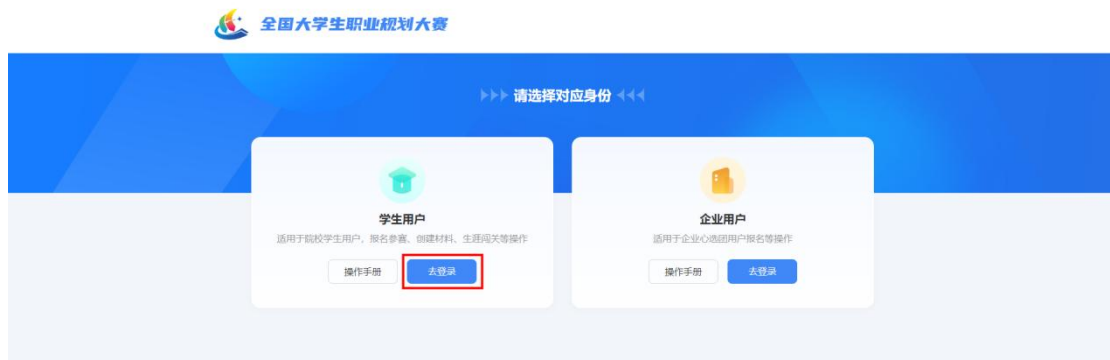 全国大学生职业规划大赛
请选择对应身份
学生用户
适用于院校学生用户、报名参赛、创建材料、生涯闯关等操作
操作手册
去登录
企业用户
适用于企业心选团用户报名等操作
操作手册
去登录